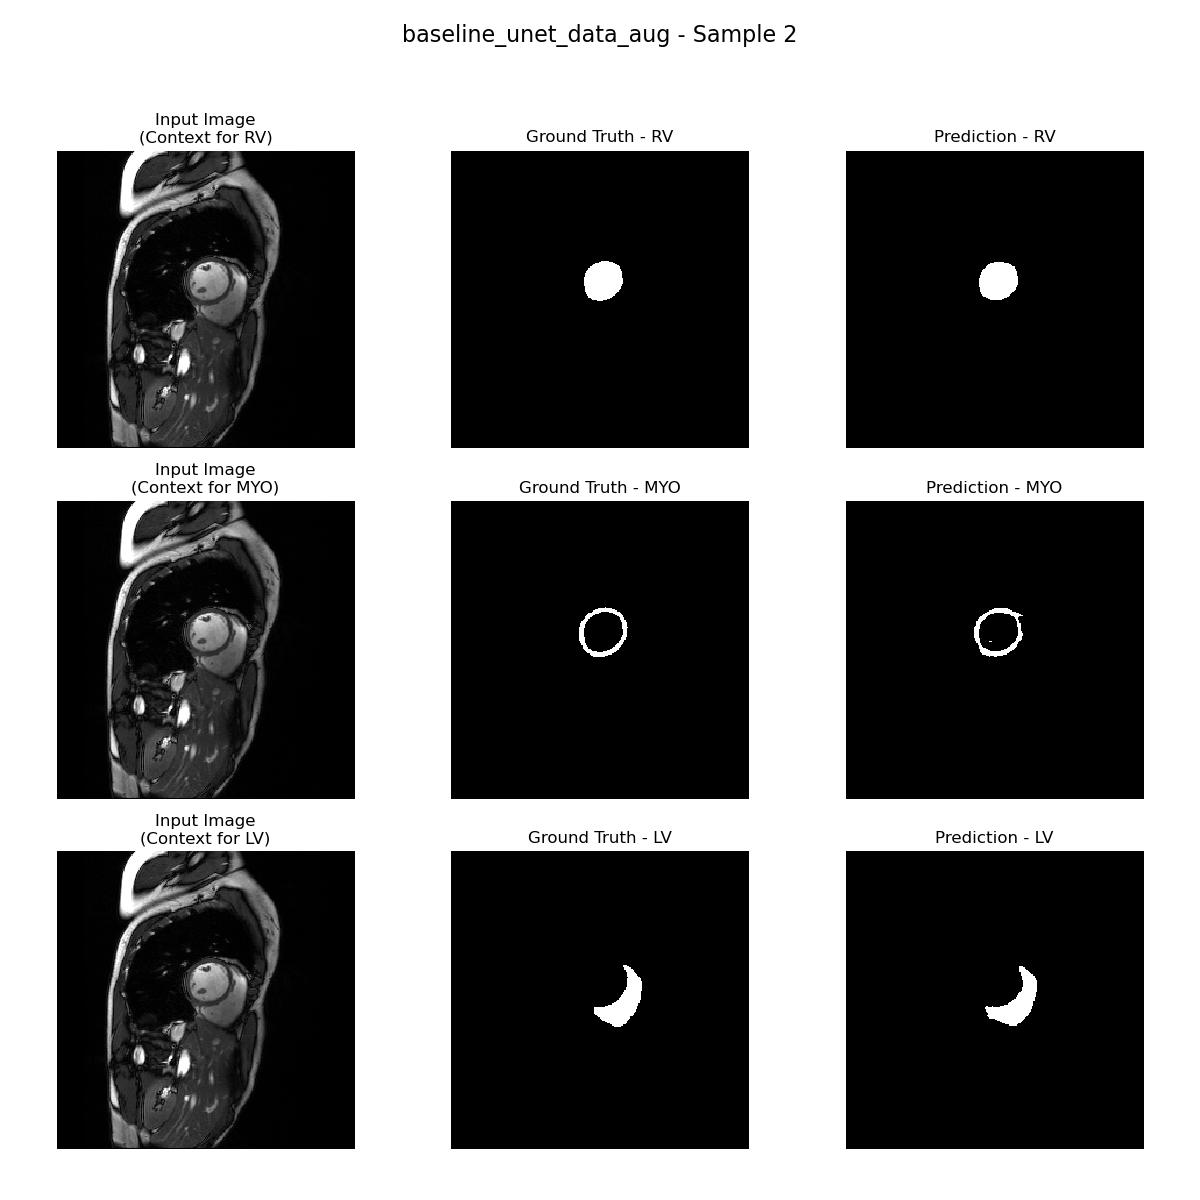 baseline_unet_data_aug - Sample 2
Input Image
(Context for RV)
Ground Truth - RV
Prediction - RV
Input Image
(Context for MYO)
Ground Truth - MYO
Prediction - MYO
Input Image
(Context for LV)
Ground Truth - LV
Prediction - LV